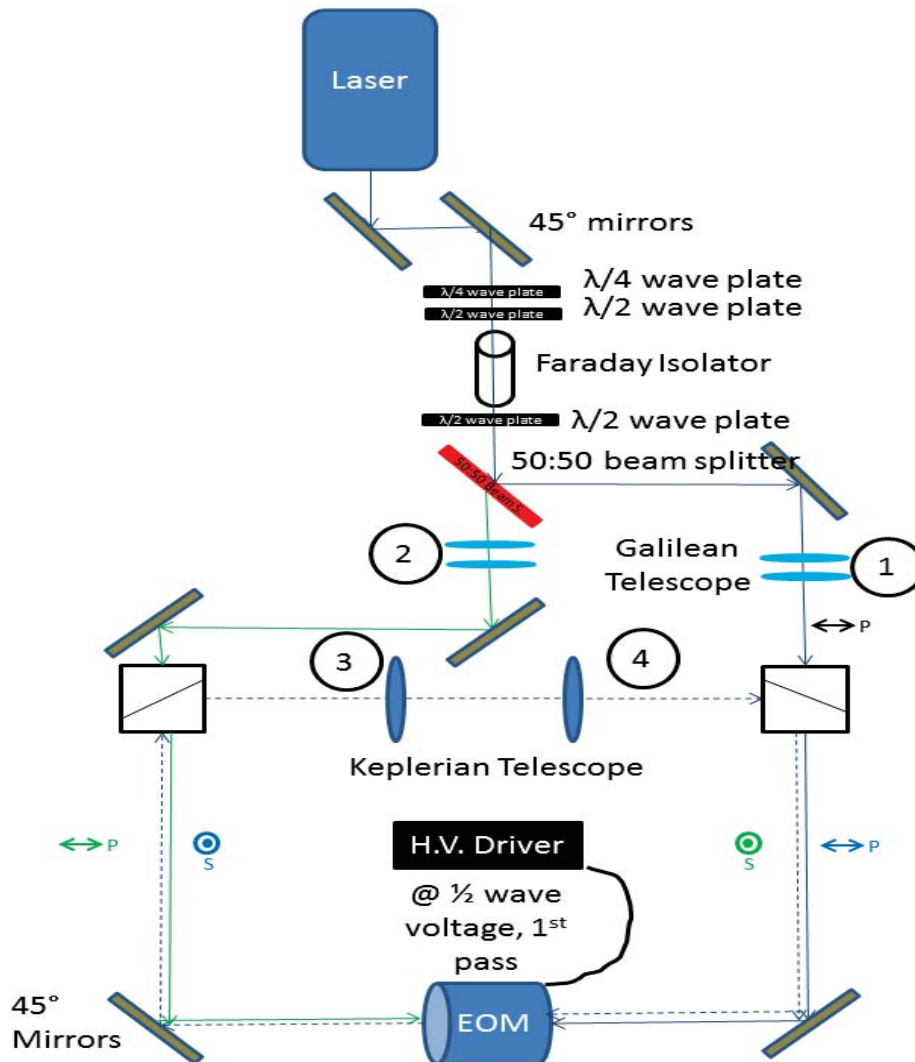 Laser
45° mirrors
λ/4 wave plate
λ/4 wave plate
λ/2 wave plate
λ/2 wave plate
Faraday Isolator
λ/2 wave plate
λ/2 wave plate
50:50 beam splitter
50:50 BeamS.
2
Galilean
Telescope
1
P
3
4
Keplerian Telescope
P
S
H.V. Driver
S
P
@ ½ wave
voltage, 1st
pass
45°
Mirrors
EOM